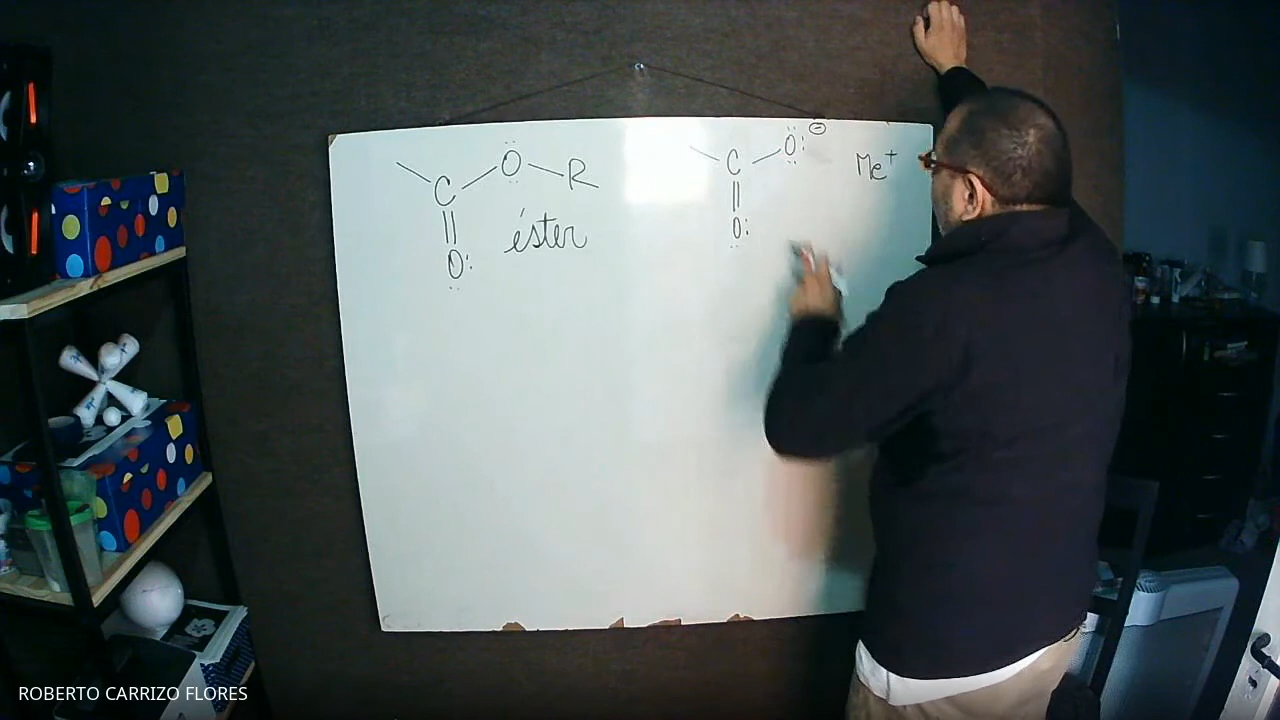 C O R
O
éster
C O ⊖
O
Me+
ROBERTO CARRIZO FLORES